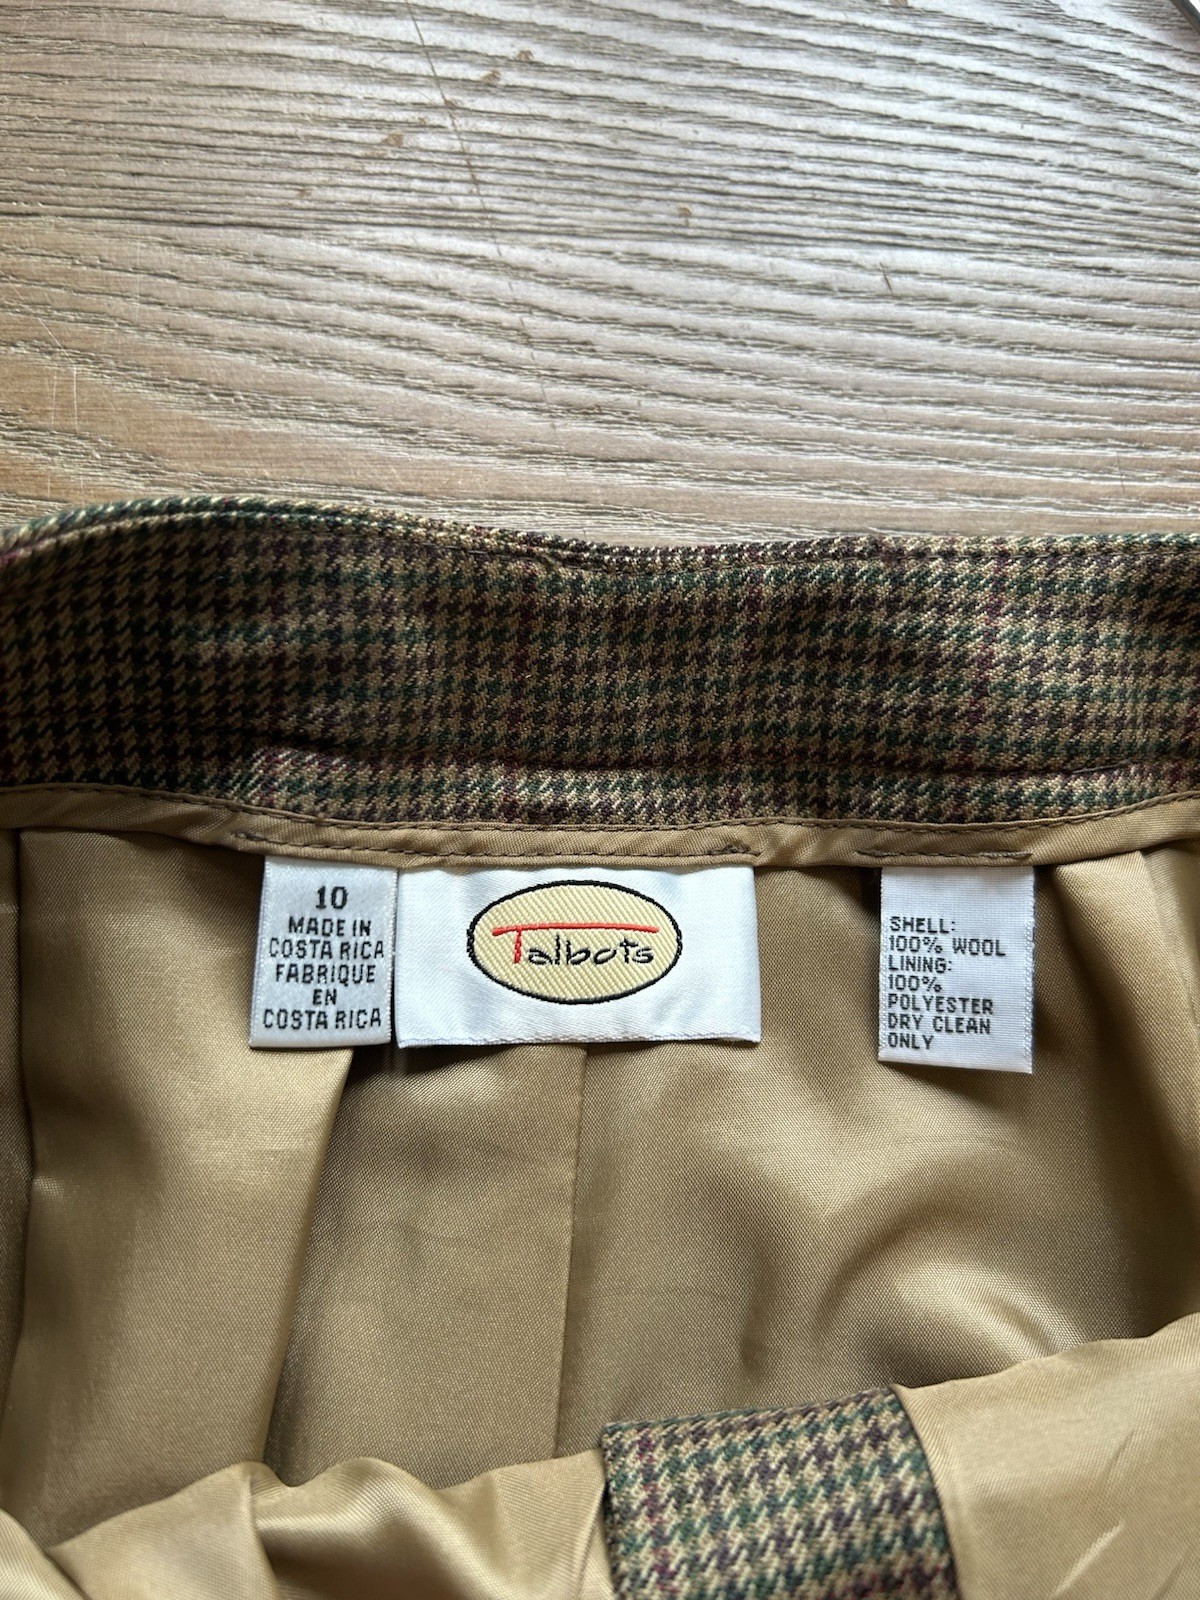 10
MADE IN
COSTA RICA
FABRIQUE
EN
COSTA RICA
Talbots
SHELL:
100% WOOL
LINING:
100%
POLYESTER
DRY CLEAN
ONLY